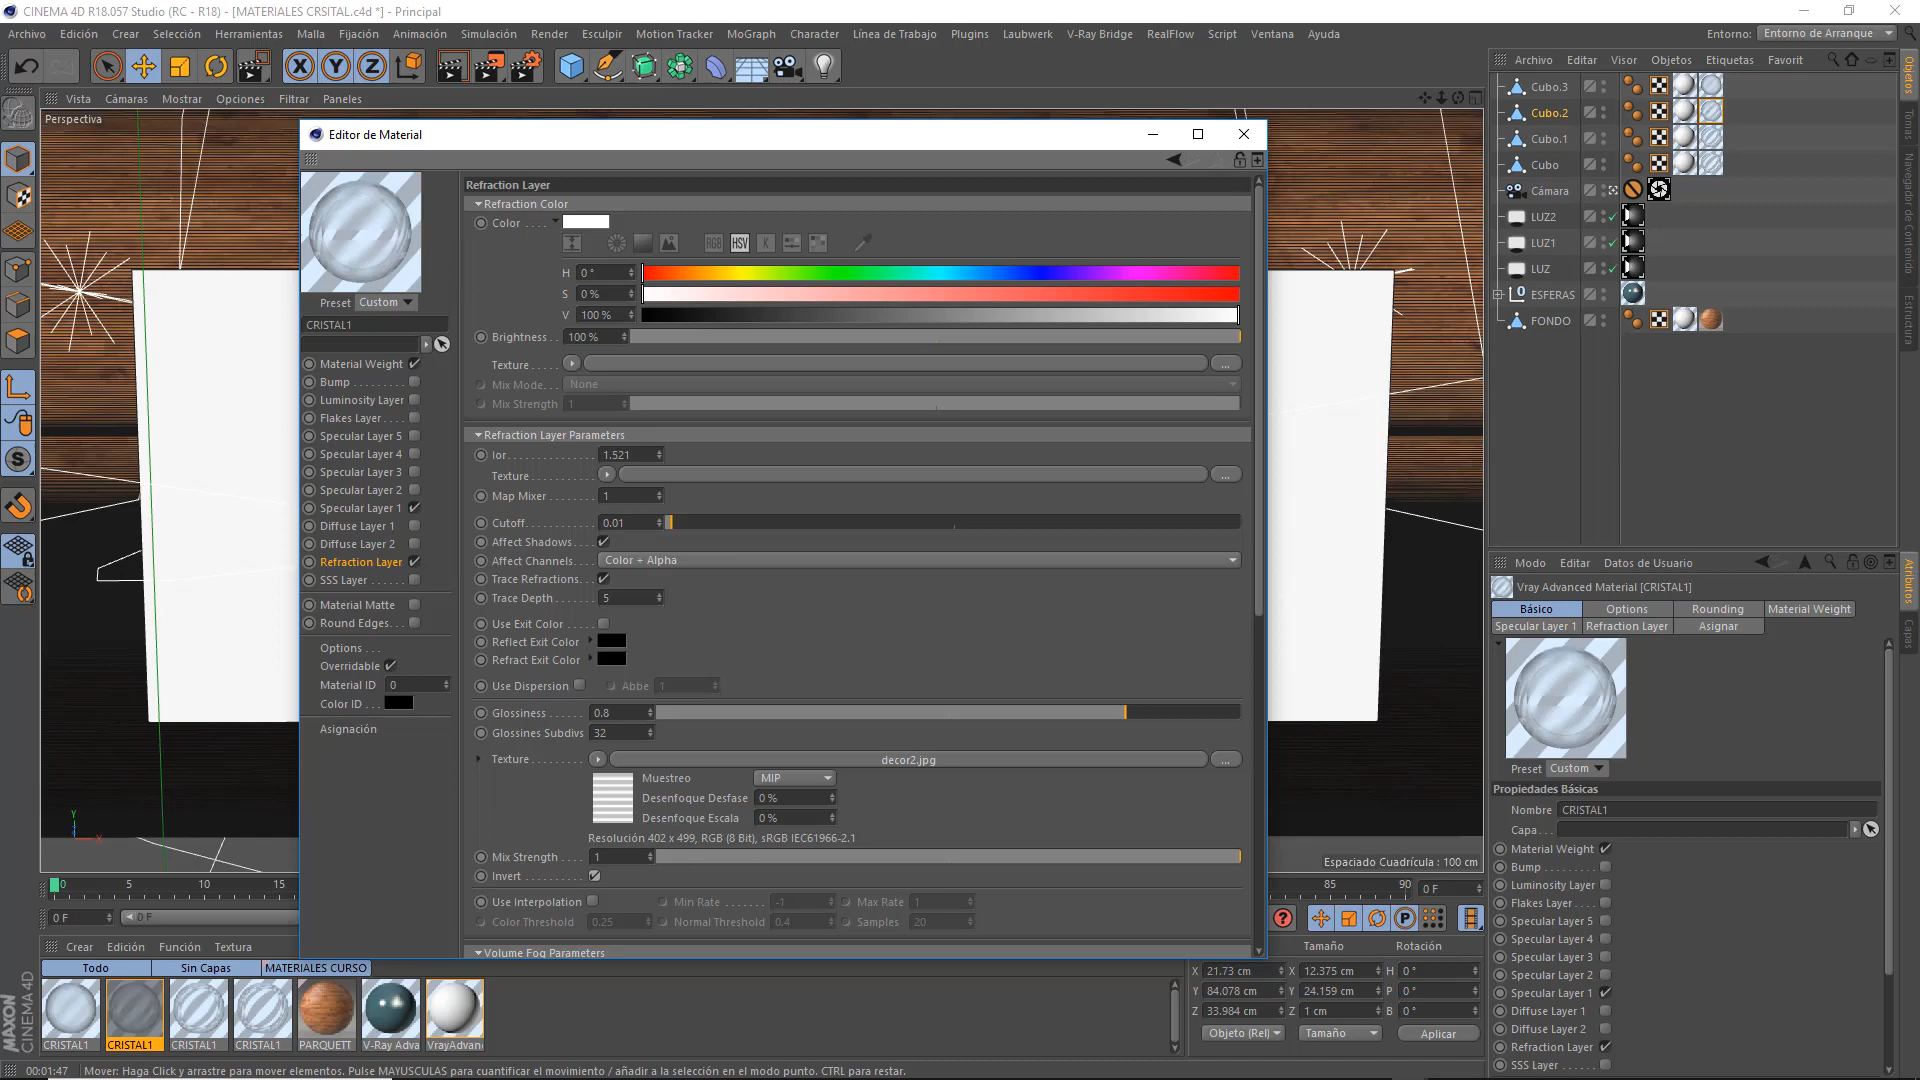 CINEMA 4D R18.057 Studio (RC - R18) - [MATERIALES CRSITAL.c4d *] - Principal
Archivo Edición Crear Selección Herramientas Malla Fijación Animación Simulación Render Esculpir Motion Tracker MoGraph Character Línea de Trabajo Plugins Laubwerk V-Ray Bridge RealFlow Script Ventana Ayuda
Entorno: Entorno de Arranque
Vista Cámaras Mostrar Opciones Filtrar Paneles
Perspectiva
Editor de Material
Preset Custom
CRISTAL1
Material Weight
Bump
Luminosity Layer
Flakes Layer
Specular Layer 5
Specular Layer 4
Specular Layer 3
Specular Layer 2
Specular Layer 1
Diffuse Layer 1
Diffuse Layer 2
Refraction Layer
SSS Layer
Material Matte
Round Edges
Options
Overridable
Material ID 0
Color ID
Asignación
Refraction Layer
Refraction Color
Color
RGB HSV K
H 0 °
S 0 %
V 100 %
Brightness 100 %
Texture ...
Mix Mode None
Mix Strength 1
Refraction Layer Parameters
Ior 1.521
Texture ...
Map Mixer 1
Cutoff 0.01
Affect Shadows
Affect Channels Color + Alpha
Trace Refractions
Trace Depth 5
Use Exit Color
Reflect Exit Color
Refract Exit Color
Use Dispersion Abbe 1
Glossiness 0.8
Glossines Subdivs 32
Texture decor2.jpg ...
Muestreo MIP
Desenfoque Desfase 0 %
Desenfoque Escala 0 %
Resolución 402 x 499, RGB (8 Bit), sRGB IEC61966-2.1
Mix Strength 1
Invert
Use Interpolation Min Rate -1 Max Rate 1
Color Threshold 0.25 Normal Threshold 0.4 Samples 20
Volume Fog Parameters
Y
X
Espaciado Cuadrícula : 100 cm
0 5 10 15 85 90 0 F
0 F 0 F
Crear Edición Función Textura
Todo Sin Capas MATERIALES CURSO
CRISTAL1 CRISTAL1 CRISTAL1 CRISTAL1 PARQUETT V-Ray Adva VrayAdvan
MAXON
CINEMA 4D
Tamaño Rotación
X 21.73 cm X 12.375 cm H 0 °
Y 84.078 cm Y 24.159 cm P 0 °
Z 33.984 cm Z 1 cm B 0 °
Objeto (Rel) Tamaño Aplicar
00:01:47 Mover: Haga Click y arrastre para mover elementos. Pulse MAYUSCULAS para cuantificar el movimiento / añadir a la selección en el modo punto. CTRL para restar.
Archivo Editar Visor Objetos Etiquetas Favorit
Cubo.3
Cubo.2
Cubo.1
Cubo
Cámara
LUZ2
LUZ1
LUZ
ESFERAS
FONDO
Objetos
Tomas
Navegador de Contenido
Estructura
Modo Editar Datos de Usuario
Vray Advanced Material [CRISTAL1]
Básico Options Rounding Material Weight
Specular Layer 1 Refraction Layer Asignar
Preset Custom
Propiedades Básicas
Nombre CRISTAL1
Capa
Material Weight
Bump
Luminosity Layer
Flakes Layer
Specular Layer 5
Specular Layer 4
Specular Layer 3
Specular Layer 2
Specular Layer 1
Diffuse Layer 1
Diffuse Layer 2
Refraction Layer
SSS Layer
Atributos
Capas